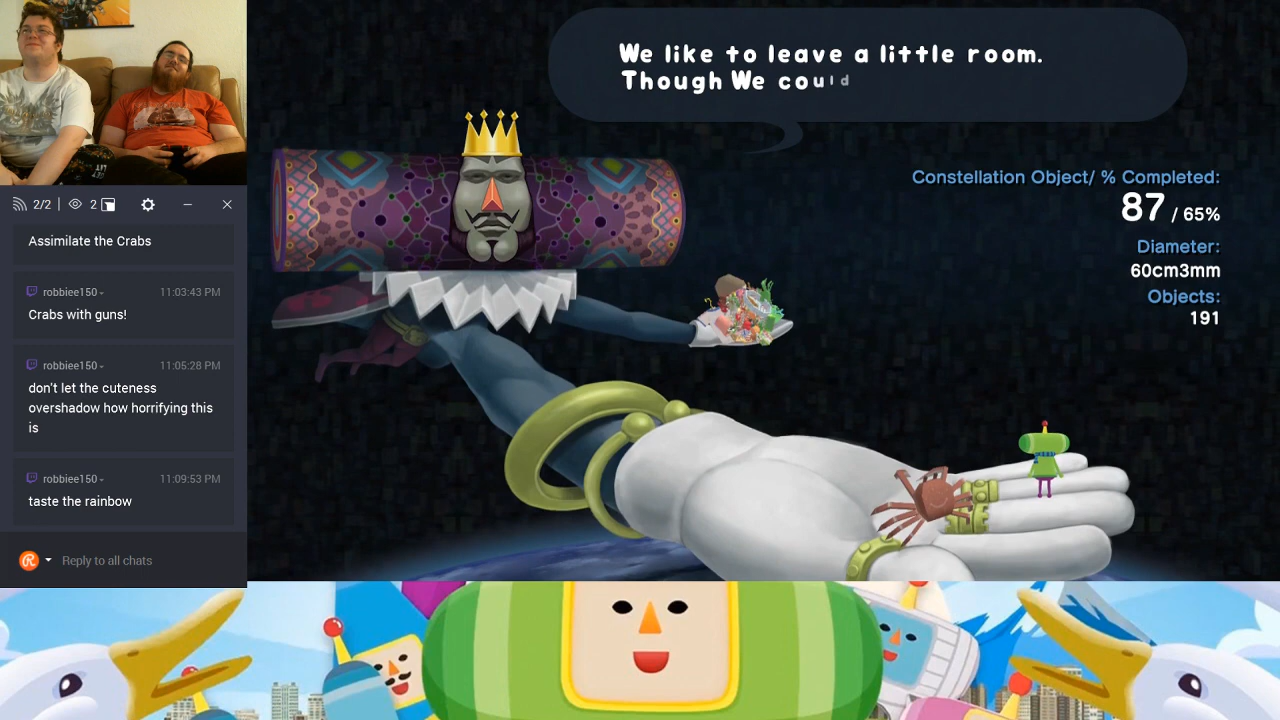 We like to leave a little room.
Though We could
Constellation Object/ % Completed:
87 / 65%
Diameter:
60cm3mm
Objects:
191
2/2 | 2
Assimilate the Crabs
robbiee150 11:03:43 PM
Crabs with guns!
robbiee150 11:05:28 PM
don't let the cuteness
overshadow how horrifying this
is
robbiee150 11:09:53 PM
taste the rainbow
Reply to all chats